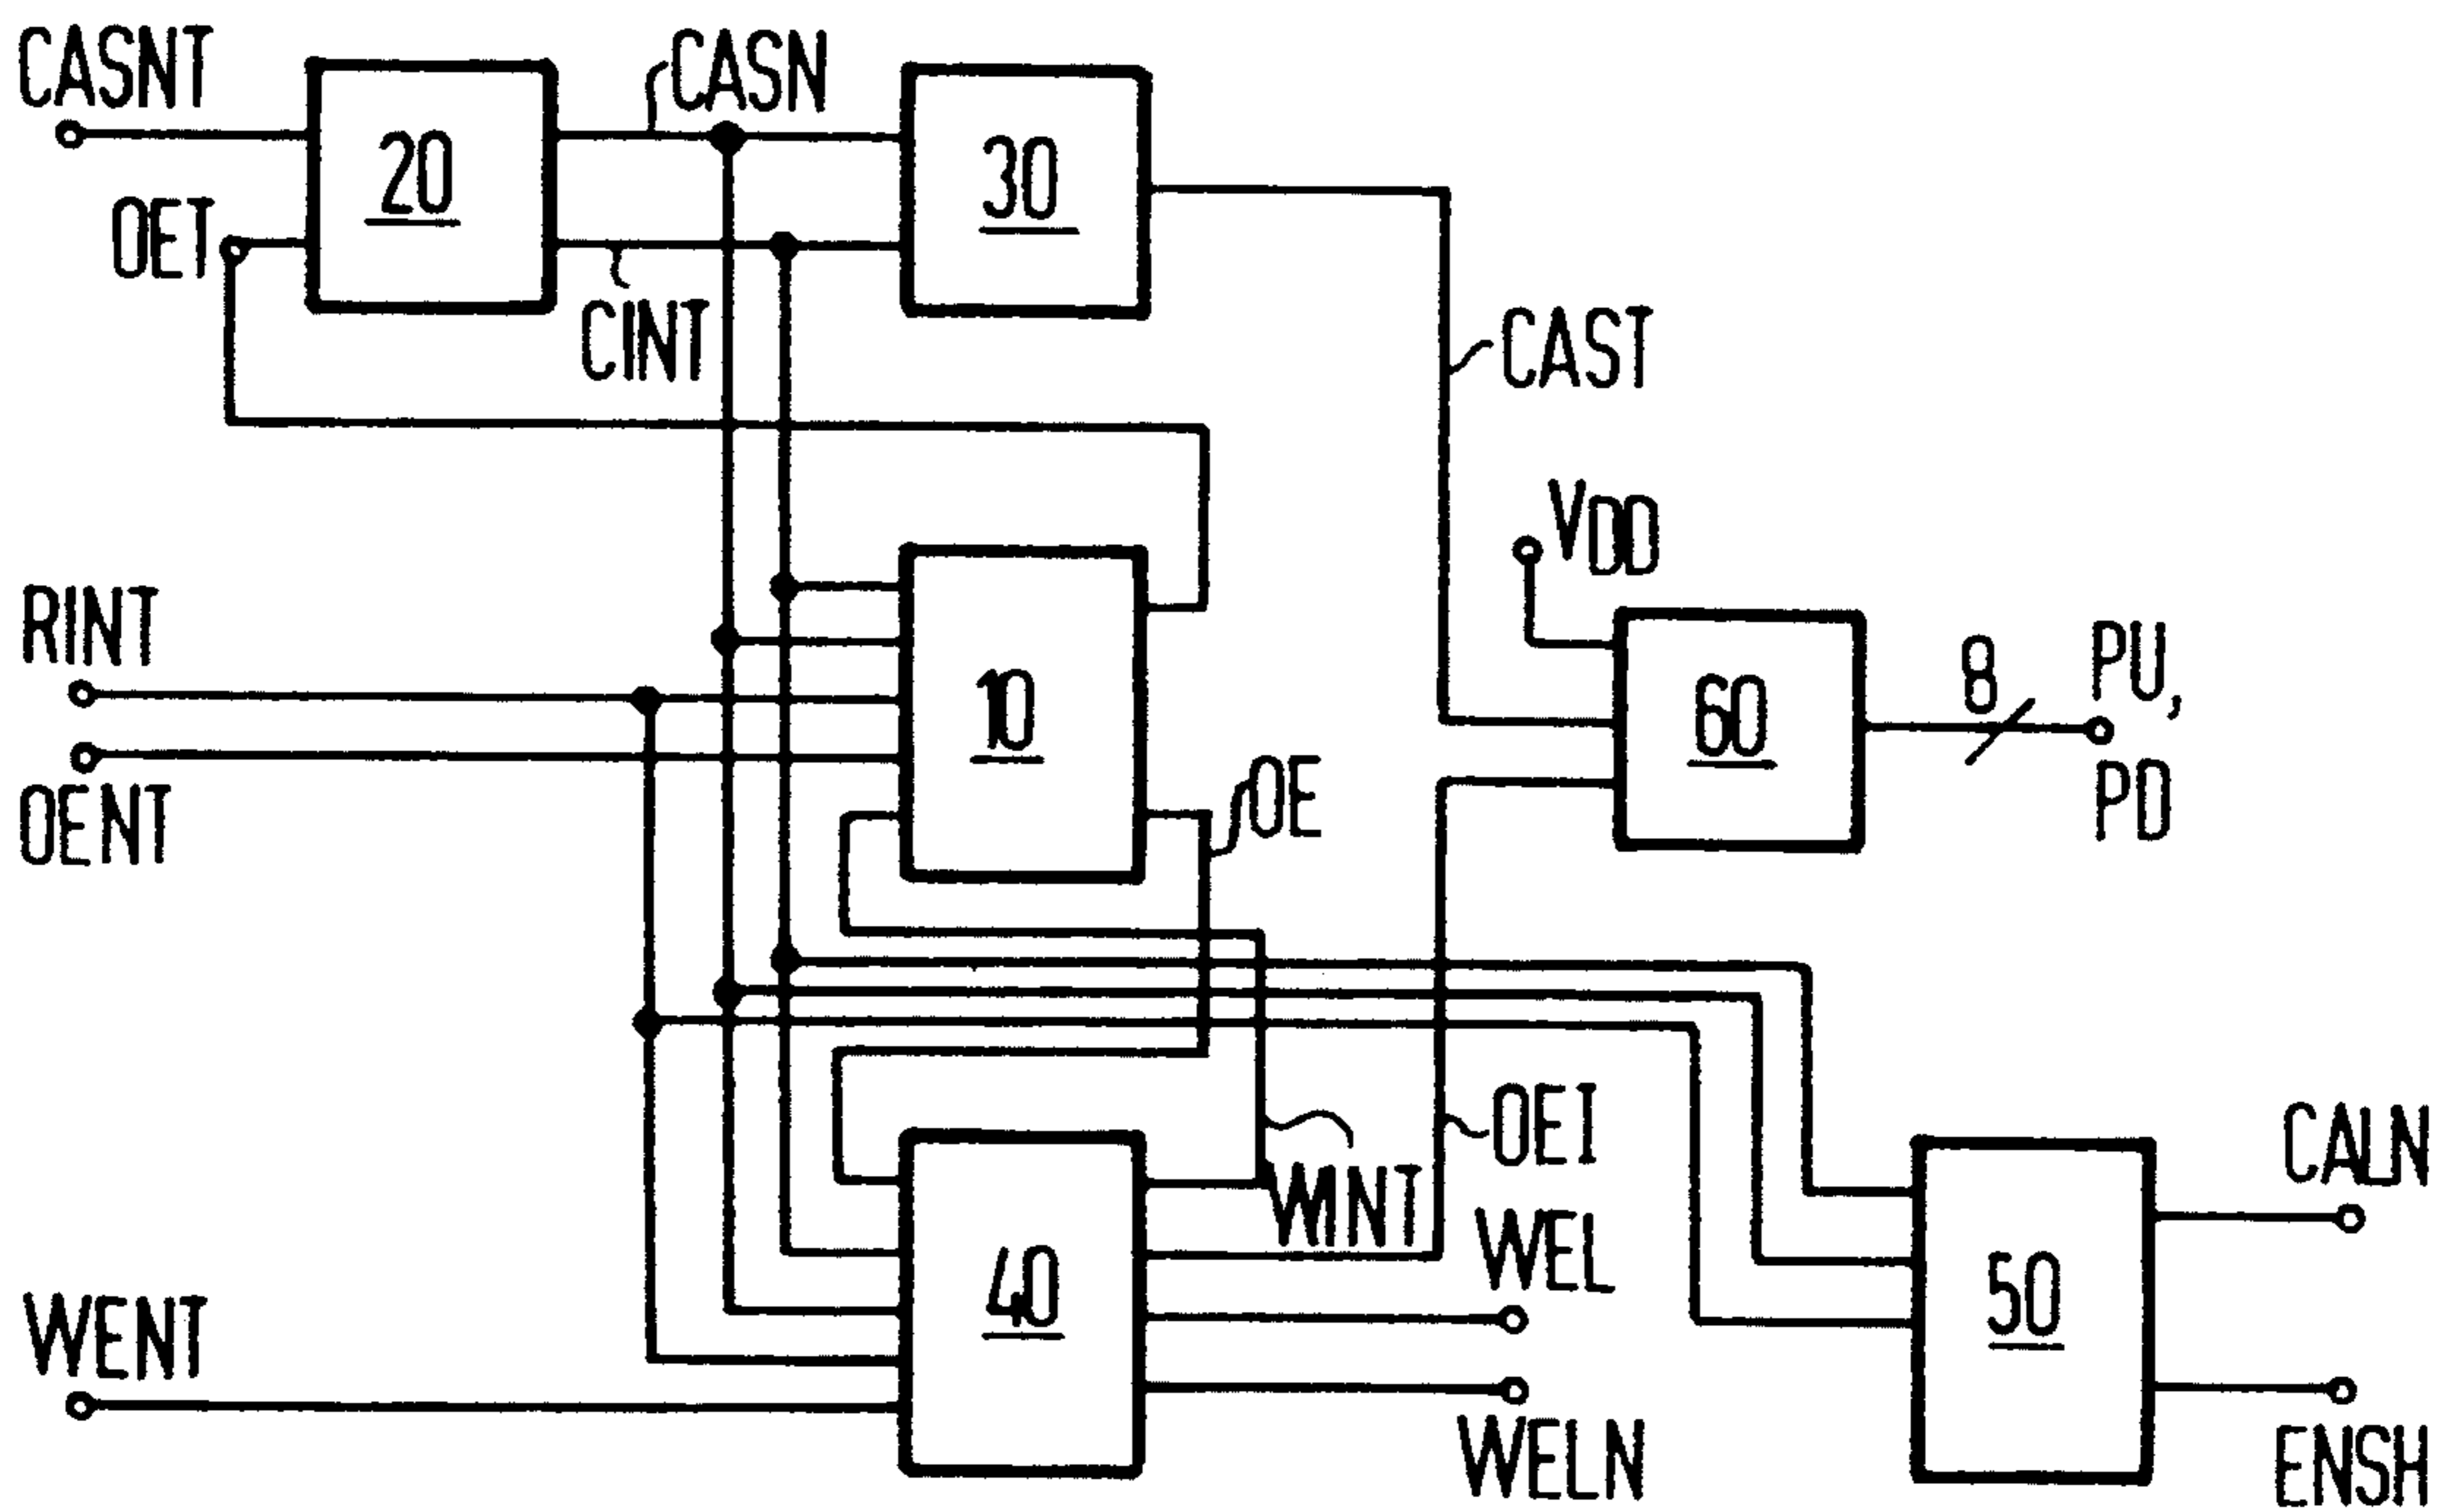 CASNT
CASN
20
30
OET
CINT
CAST
VDD
RINT
10
60
8
PU,
PD
OENT
OE
OEI
CALN
WINT
WEL
40
50
WENT
WELN
ENSH